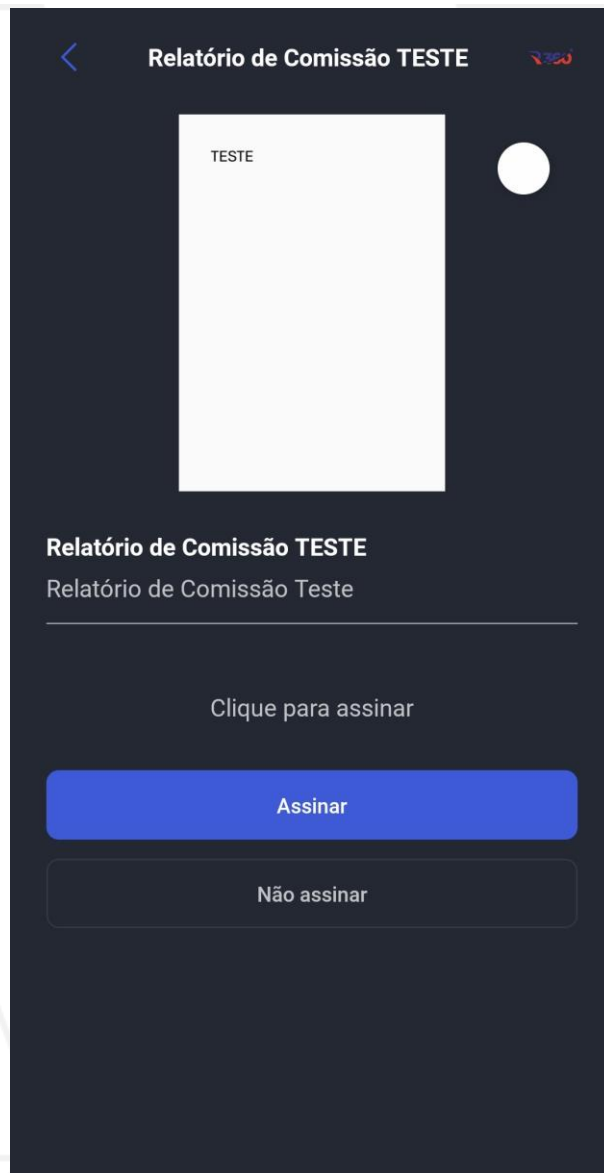 Relatório de Comissão TESTE
R360
TESTE
Relatório de Comissão TESTE
Relatório de Comissão Teste
Clique para assinar
Assinar
Não assinar